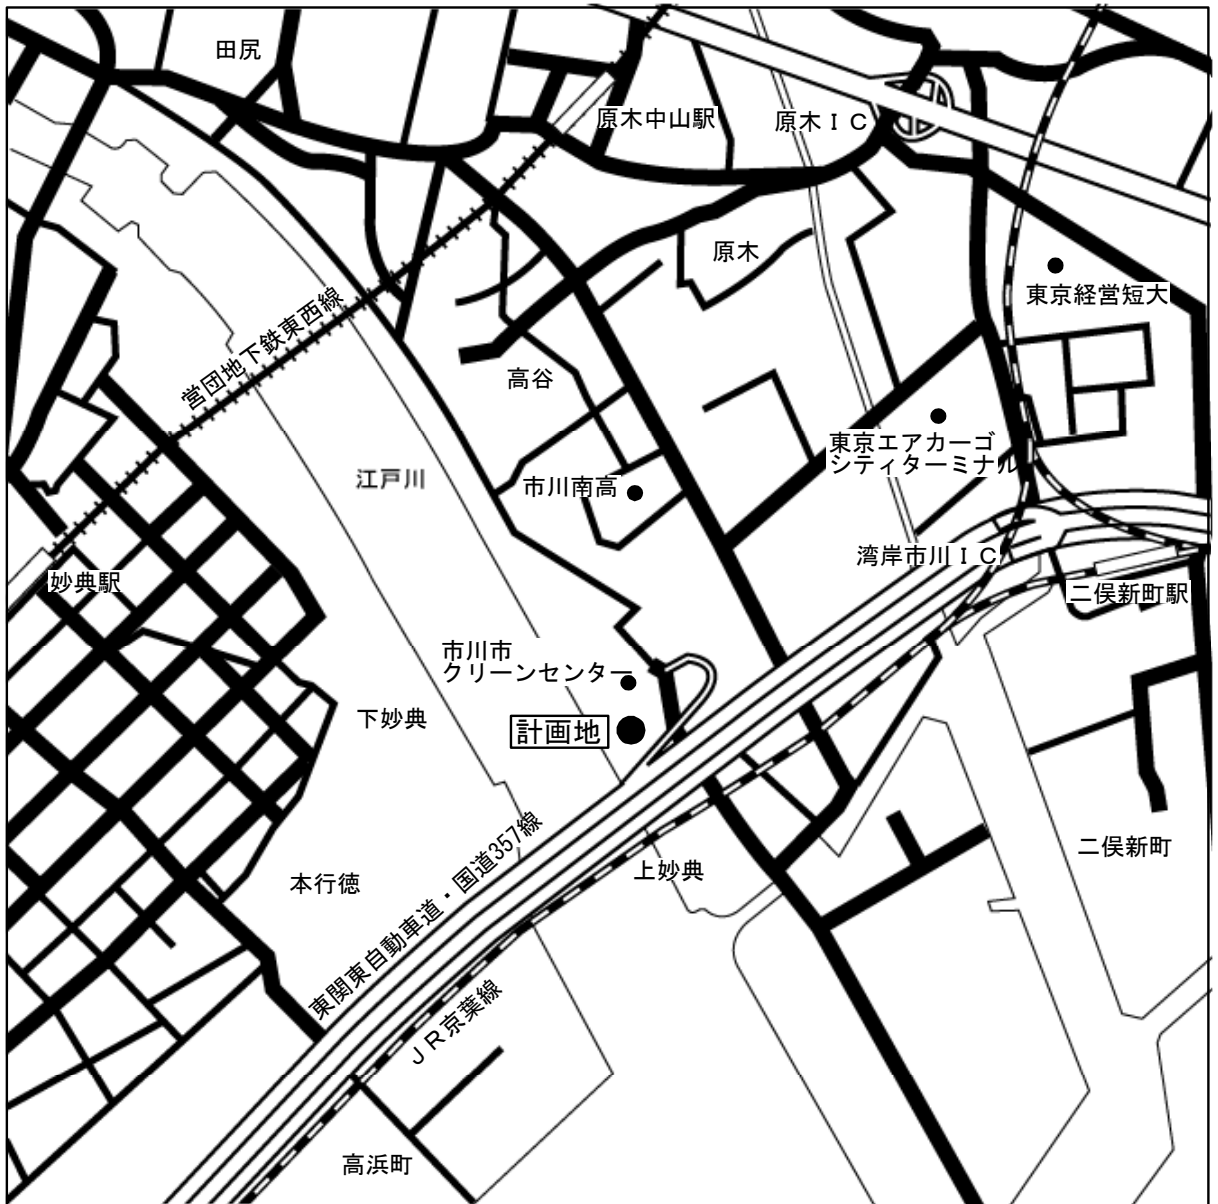 田尻
原木中山駅
原木ＩＣ
原木
東京経営短大
営団地下鉄東西線
高谷
東京エアカーゴ
シティターミナル
江戸川
市川南高
湾岸市川ＩＣ
妙典駅
二俣新町駅
市川市
クリーンセンター
下妙典
計画地
東関東自動車道・国道357線
上妙典
二俣新町
本行徳
ＪＲ京葉線
高浜町